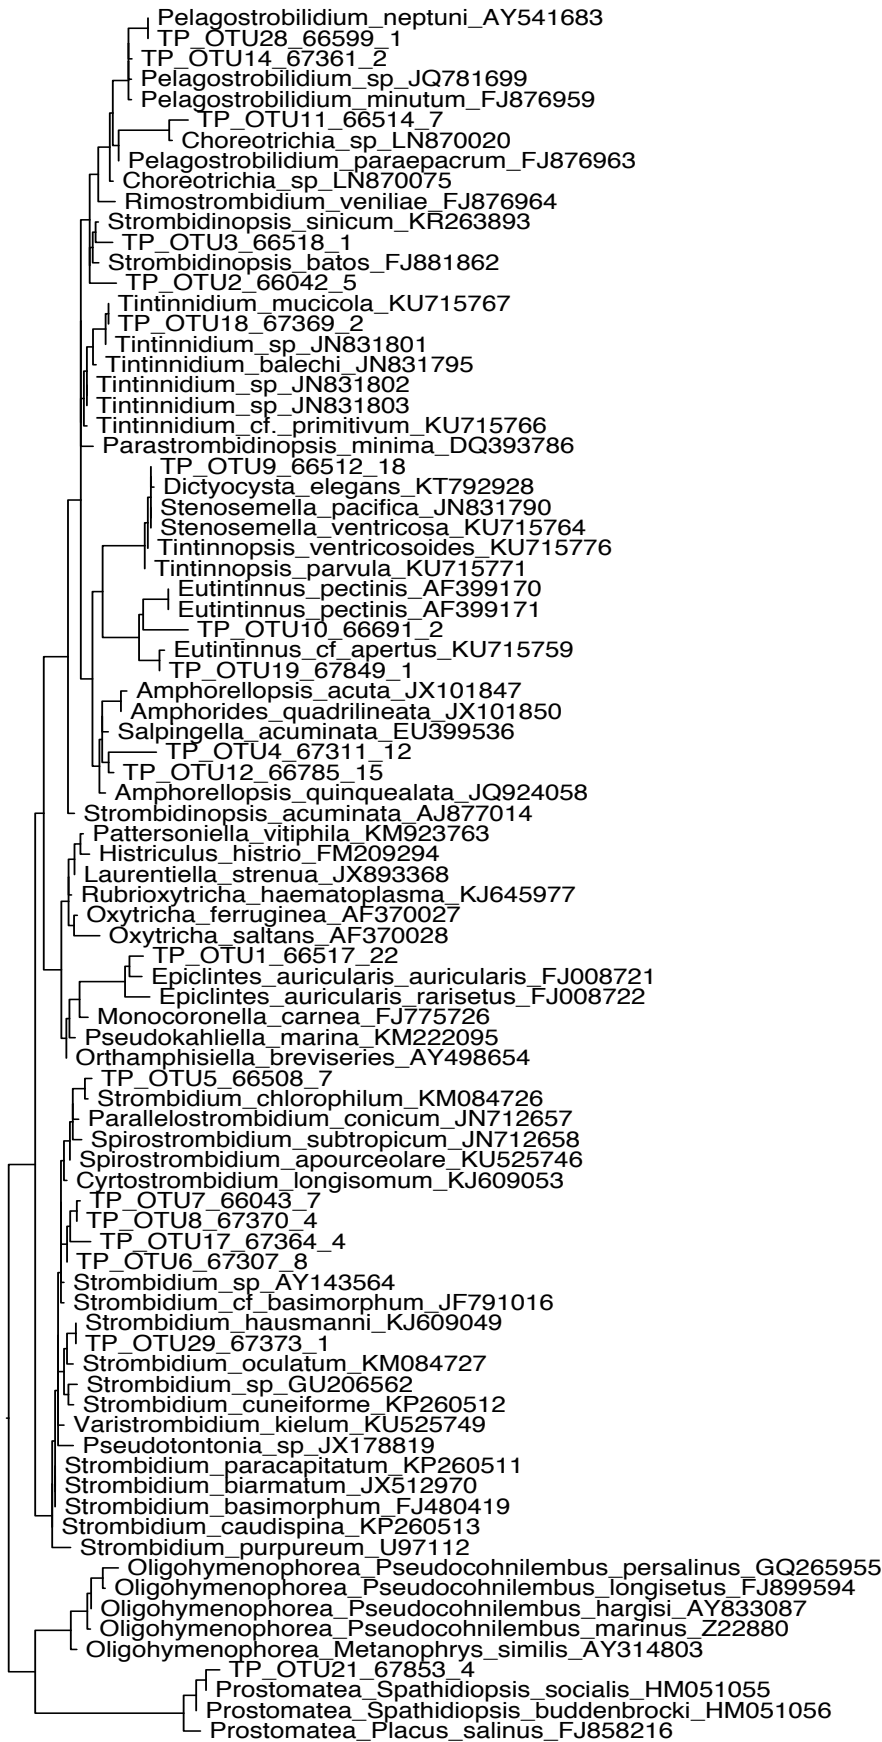 Pelagostrobilidium_neptuni_AY541683
TP_OTU28_66599_1
TP_OTU14_67361_2
Pelagostrobilidium_sp_JQ781699
Pelagostrobilidium_minutum_FJ876959
TP_OTU11_66514_7
Choreotrichia_sp_LN870020
Pelagostrobilidium_paraepacrum_FJ876963
Choreotrichia_sp_LN870075
Rimostrombidium_veniliae_FJ876964
Strombidinopsis_sinicum_KR263893
TP_OTU3_66518_1
Strombidinopsis_batos_FJ881862
TP_OTU2_66042_5
Tintinnidium_mucicola_KU715767
TP_OTU18_67369_2
Tintinnidium_sp_JN831801
Tintinnidium_balechi_JN831795
Tintinnidium_sp_JN831802
Tintinnidium_sp_JN831803
Tintinnidium_cf._primitivum_KU715766
Parastrombidinopsis_minima_DQ393786
TP_OTU9_66512_18
Dictyocysta_elegans_KT792928
Stenosemella_pacifica_JN831790
Stenosemella_ventricosa_KU715764
Tintinnopsis_ventricosoides_KU715776
Tintinnopsis_parvula_KU715771
Eutintinnus_pectinis_AF399170
Eutintinnus_pectinis_AF399171
TP_OTU10_66691_2
Eutintinnus_cf_apertus_KU715759
TP_OTU19_67849_1
Amphorellopsis_acuta_JX101847
Amphorides_quadrilineata_JX101850
Salpingella_acuminata_EU399536
TP_OTU4_67311_12
TP_OTU12_66785_15
Amphorellopsis_quinquealata_JQ924058
Strombidinopsis_acuminata_AJ877014
Pattersoniella_vitiphila_KM923763
Histriculus_histrio_FM209294
Laurentiella_strenua_JX893368
Rubrioxytricha_haematoplasma_KJ645977
Oxytricha_ferruginea_AF370027
Oxytricha_saltans_AF370028
TP_OTU1_66517_22
Epiclintes_auricularis_auricularis_FJ008721
Epiclintes_auricularis_rarisetus_FJ008722
Monocoronella_carnea_FJ775726
Pseudokahliella_marina_KM222095
Orthamphisiella_breviseries_AY498654
TP_OTU5_66508_7
Strombidium_chlorophilum_KM084726
Parallelostrombidium_conicum_JN712657
Spirostrombidium_subtropicum_JN712658
Spirostrombidium_apourceolare_KU525746
Cyrtostrombidium_longisomum_KJ609053
TP_OTU7_66043_7
TP_OTU8_67370_4
TP_OTU17_67364_4
TP_OTU6_67307_8
Strombidium_sp_AY143564
Strombidium_cf_basimorphum_JF791016
Strombidium_hausmanni_KJ609049
TP_OTU29_67373_1
Strombidium_oculatum_KM084727
Strombidium_sp_GU206562
Strombidium_cuneiforme_KP260512
Varistrombidium_kielum_KU525749
Pseudotontonia_sp_JX178819
Strombidium_paracapitatum_KP260511
Strombidium_biarmatum_JX512970
Strombidium_basimorphum_FJ480419
Strombidium_caudispina_KP260513
Strombidium_purpureum_U97112
Oligohymenophorea_Pseudocohnilembus_persalinus_GQ265955
Oligohymenophorea_Pseudocohnilembus_longisetus_FJ899594
Oligohymenophorea_Pseudocohnilembus_hargisi_AY833087
Oligohymenophorea_Pseudocohnilembus_marinus_Z22880
Oligohymenophorea_Metanophrys_similis_AY314803
TP_OTU21_67853_4
Prostomatea_Spathidiopsis_socialis_HM051055
Prostomatea_Spathidiopsis_buddenbrocki_HM051056
Prostomatea_Placus_salinus_FJ858216